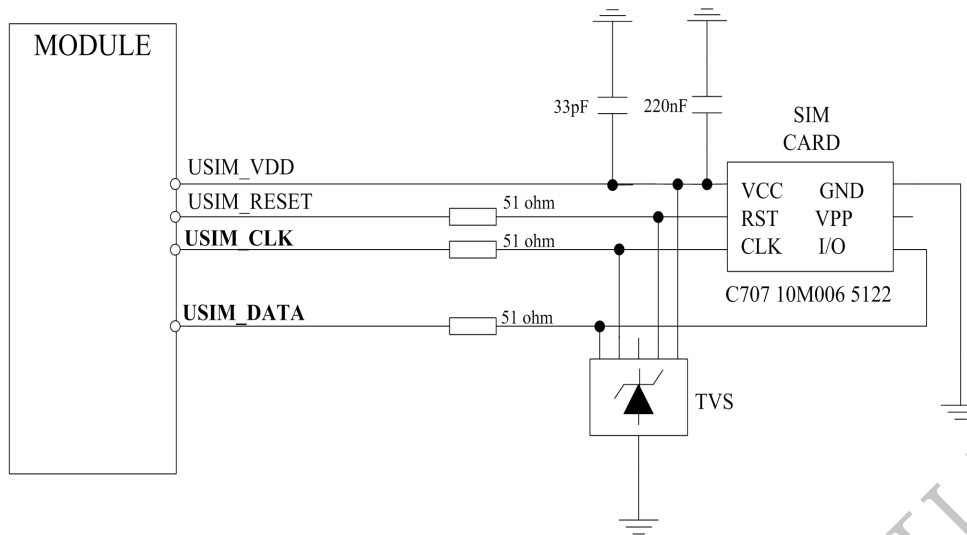 MODULE
33pF
220nF
SIM
CARD
USIM_VDD
VCC GND
USIM_RESET
51 ohm
RST VPP
USIM_CLK
51 ohm
CLK I/O
C707 10M006 5122
USIM_DATA
51 ohm
TVS